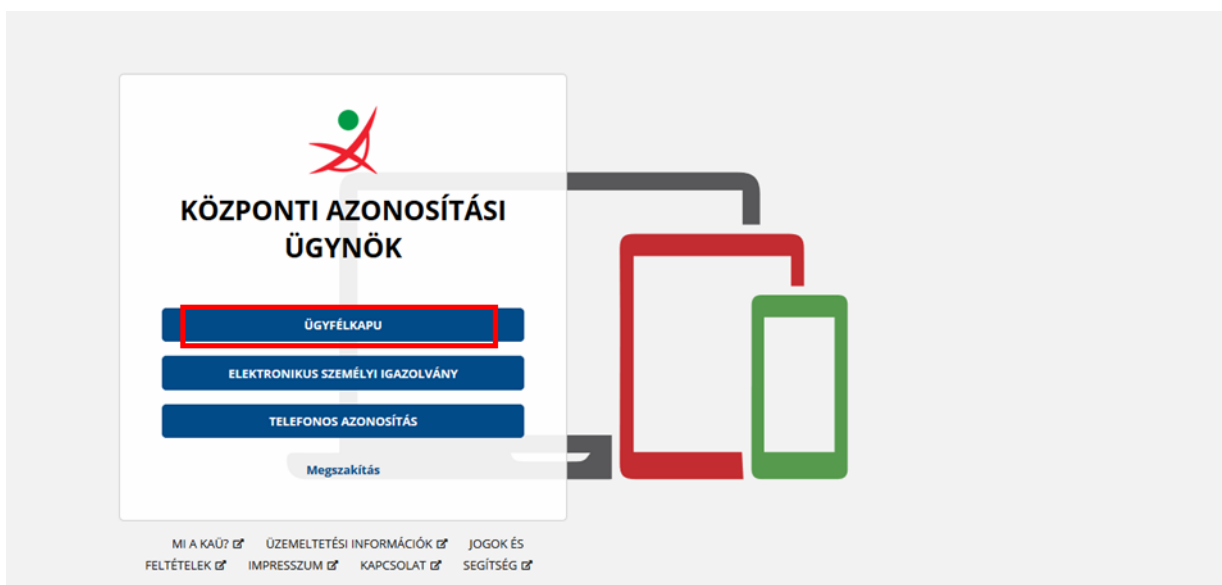 KÖZPONTI AZONOSÍTÁSI
ÜGYNÖK
ÜGYFÉLKAPU
ELEKTRONIKUS SZEMÉLYI IGAZOLVÁNY
TELEFONOS AZONOSÍTÁS
Megszakítás
MI A KAÜ? ÜZEMELTETÉSI INFORMÁCIÓK JOGOK ÉS
FELTÉTELEK IMPRESSZUM KAPCSOLAT SEGÍTSÉG